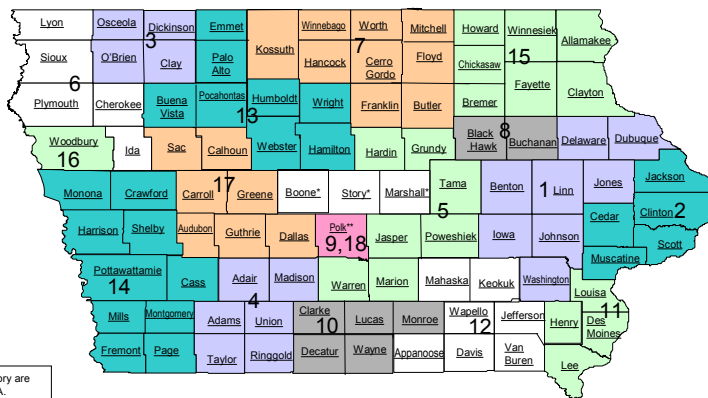 Lyon Osceola Dickinson Emmet Winnebago Worth Mitchell Howard Winnesiek Allamakee
3 Kossuth 7 15
Sioux O'Brien Clay Palo Alto Hancock Cerro Gordo Floyd Chickasaw
6
Plymouth Cherokee Buena Vista Pocahontas Humboldt Wright Franklin Butler Bremer Fayette Clayton
13
Woodbury Ida Sac Calhoun Webster Hamilton Hardin Grundy Black Hawk Buchanan Delaware Dubuque
16 8
Monona Crawford Carroll Greene Boone* Story* Marshall* Tama Benton Linn Jones Jackson
17 5 1
Harrison Shelby Audubon Guthrie Dallas Polk** Jasper Poweshiek Iowa Johnson Cedar Clinton Scott
9,18 2
Pottawattamie Cass Adair Madison Warren Marion Mahaska Keokuk Washington Muscatine Louisa
14 4 11
Mills Montgomery Adams Union Clarke Lucas Monroe Wapello Jefferson Henry Des Moines
10 12
Fremont Page Taylor Ringgold Decatur Wayne Appanoose Davis Van Buren Lee
ory are
A.